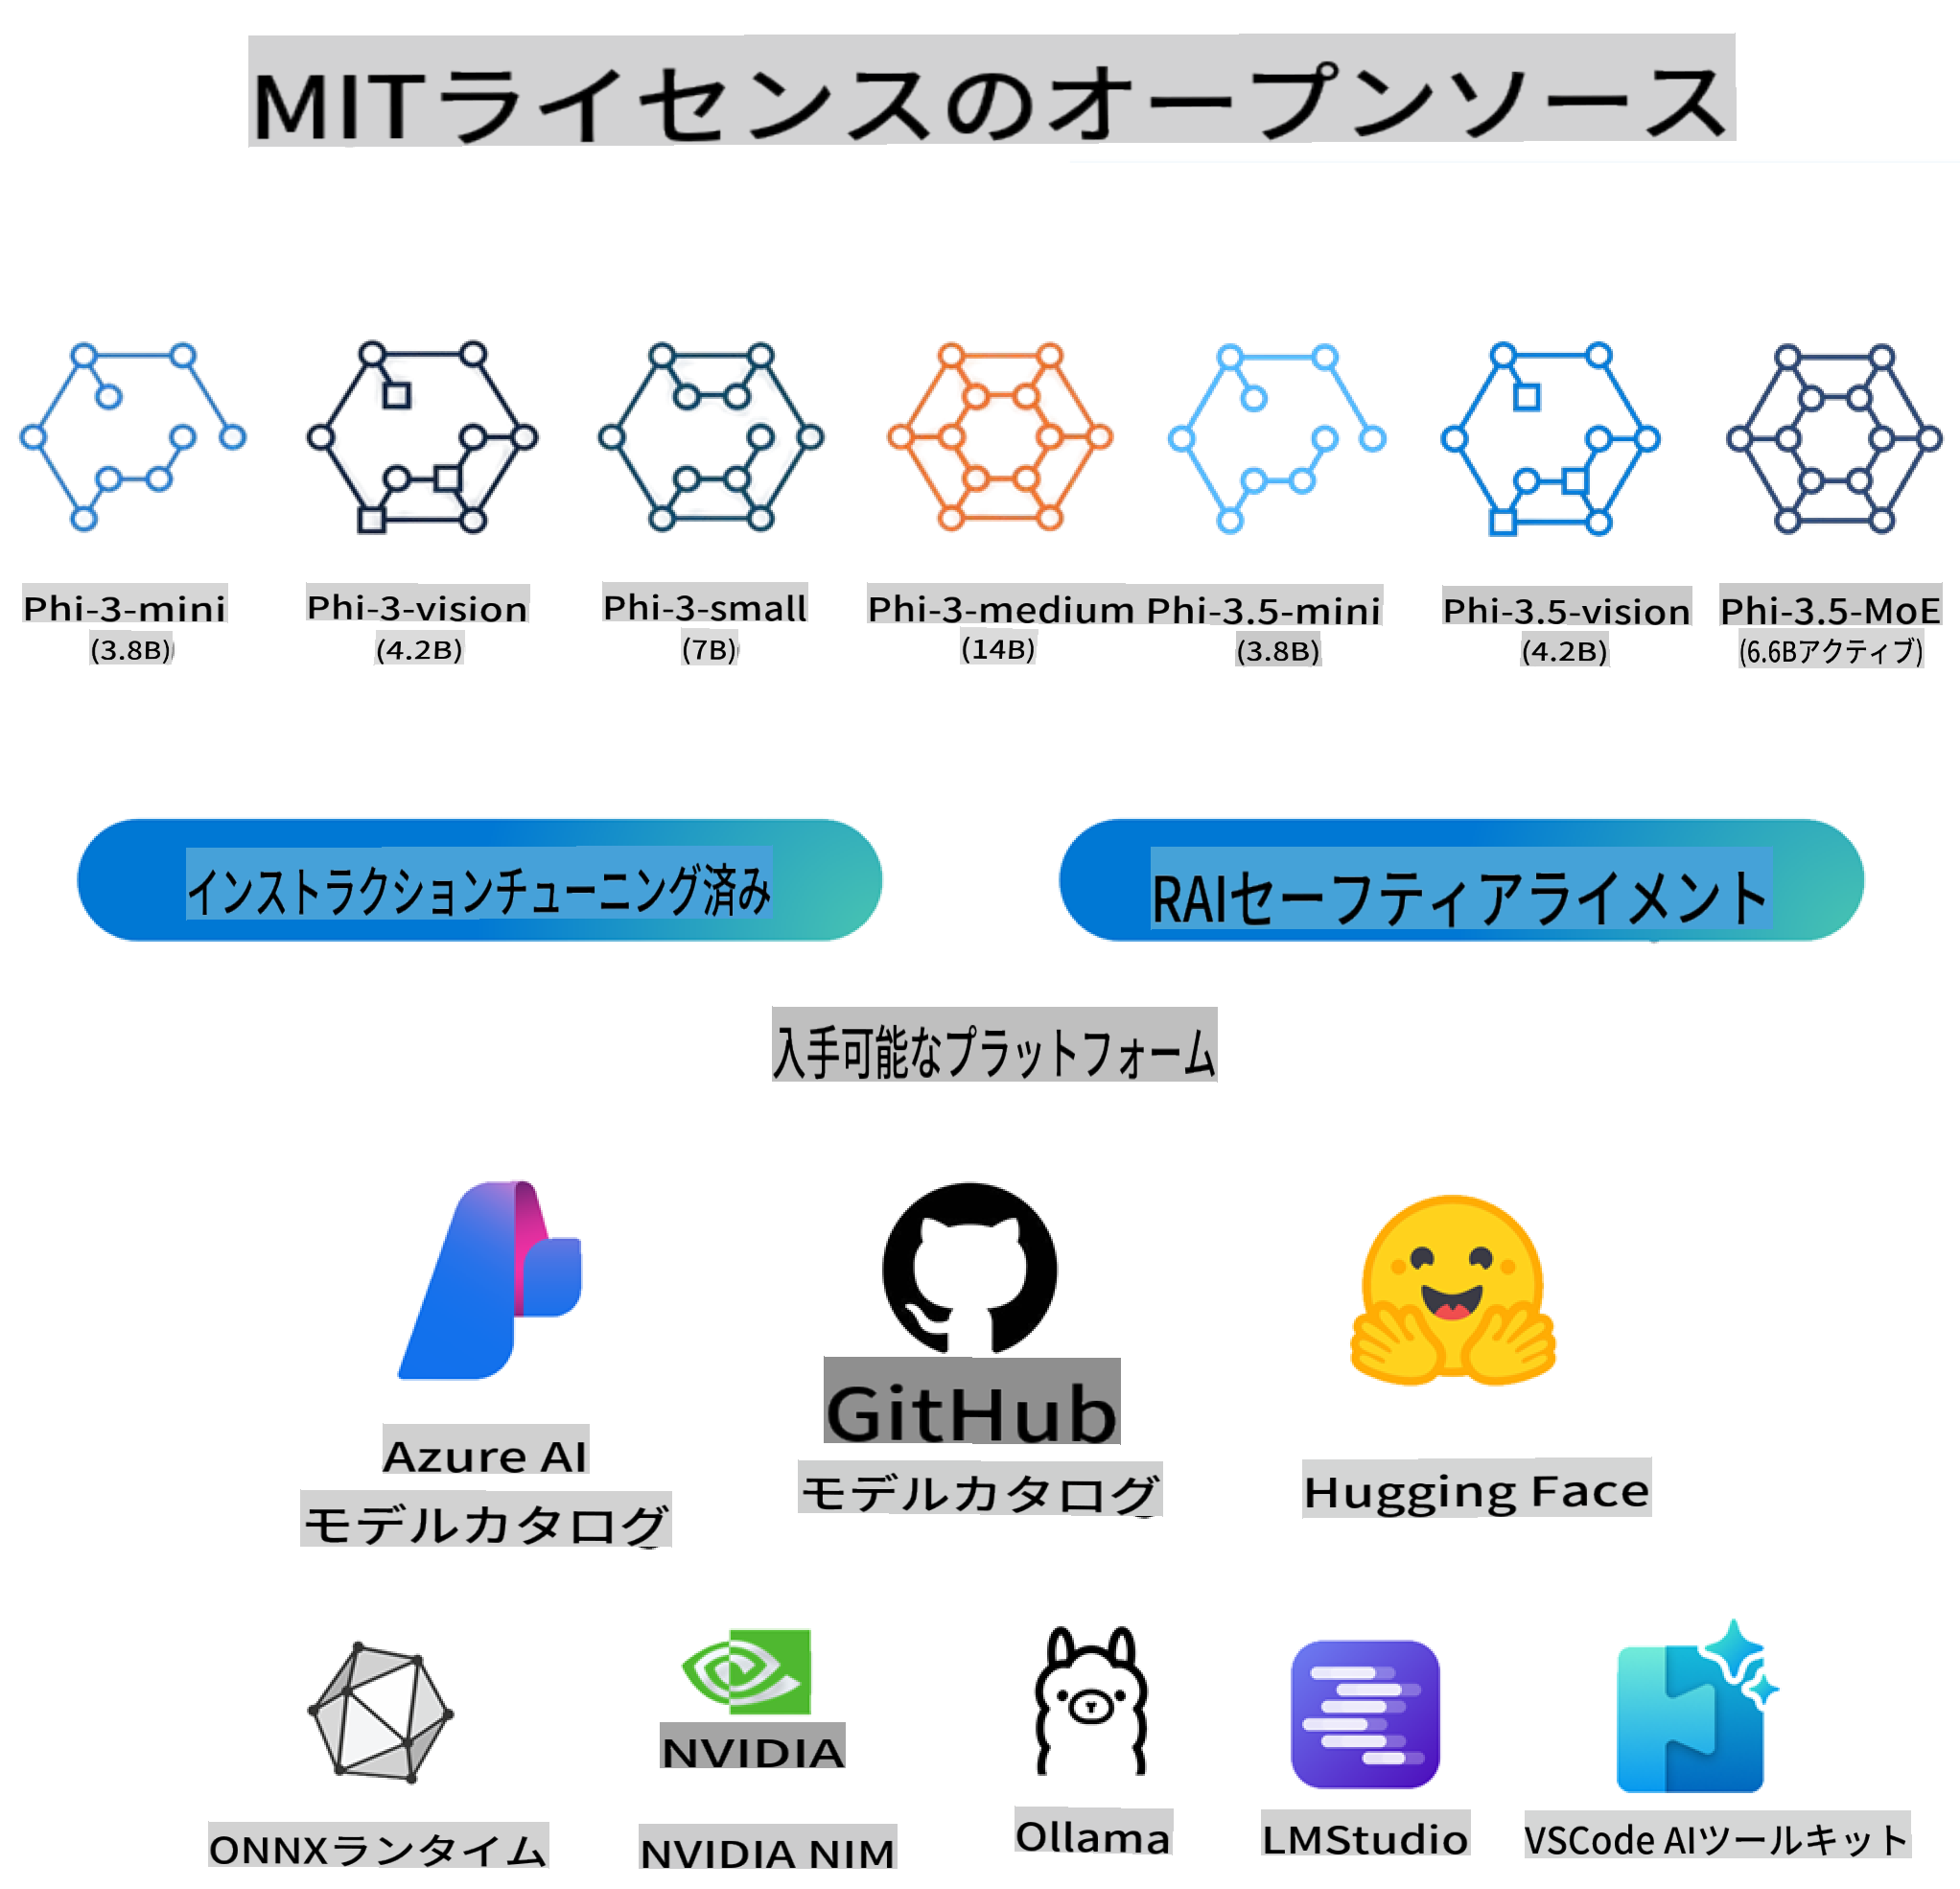 MITライセンスのオープンソース
Phi-3-mini
(3.8B)
Phi-3-vision
(4.2B)
Phi-3-small
(7B)
Phi-3-medium
(14B)
Phi-3.5-mini
(3.8B)
Phi-3.5-vision
(4.2B)
Phi-3.5-MoE
(6.6Bアクティブ)
インストラクションチューニング済み
RAIセーフティアライメント
入手可能なプラットフォーム
Azure AI
モデルカタログ
GitHub
モデルカタログ
Hugging Face
ONNXランタイム
NVIDIA
NVIDIA NIM
Ollama
LMStudio
VSCode AIツールキット